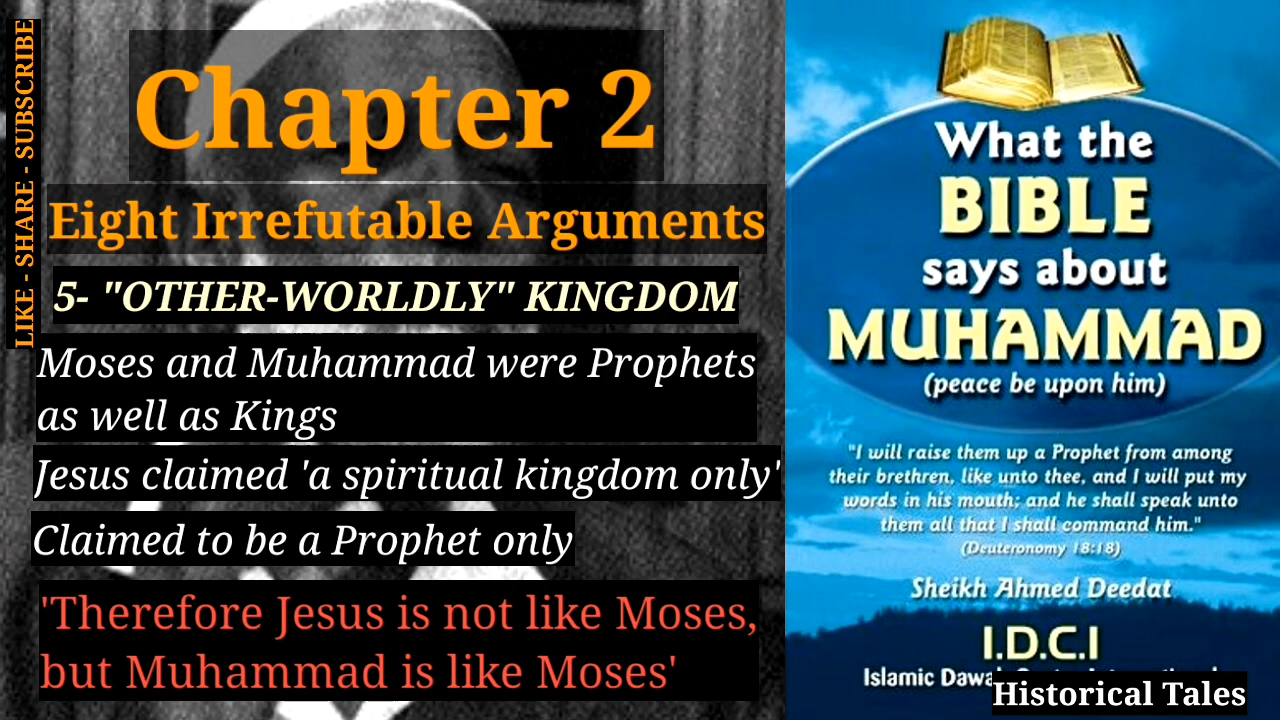 LIKE - SHARE - SUBSCRIBE
Chapter 2
Eight Irrefutable Arguments
5- "OTHER-WORLDLY" KINGDOM
Moses and Muhammad were Prophets
as well as Kings
Jesus claimed 'a spiritual kingdom only'
Claimed to be a Prophet only
'Therefore Jesus is not like Moses,
but Muhammad is like Moses'
What the
BIBLE
says about
MUHAMMAD
(peace be upon him)
"I will raise them up a Prophet from among
their brethren, like unto thee, and I will put my
words in his mouth; and he shall speak unto
them all that I shall command him."
(Deuteronomy 18:18)
Sheikh Ahmed Deedat
I.D.C.I
Islamic
Historical Tales